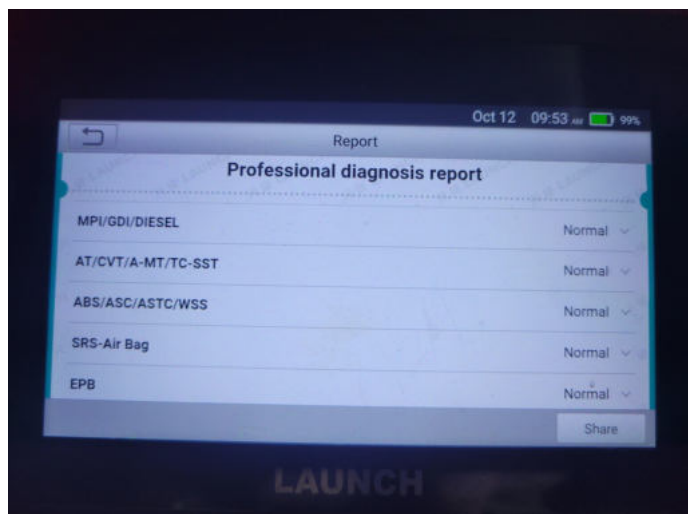 Oct 12 09:53 AM 99%
Report
Professional diagnosis report
MPI/GDI/DIESEL Normal
AT/CVT/A-MT/TC-SST Normal
ABS/ASC/ASTC/WSS Normal
SRS-Air Bag Normal
EPB Normal
Share
LAUNCH